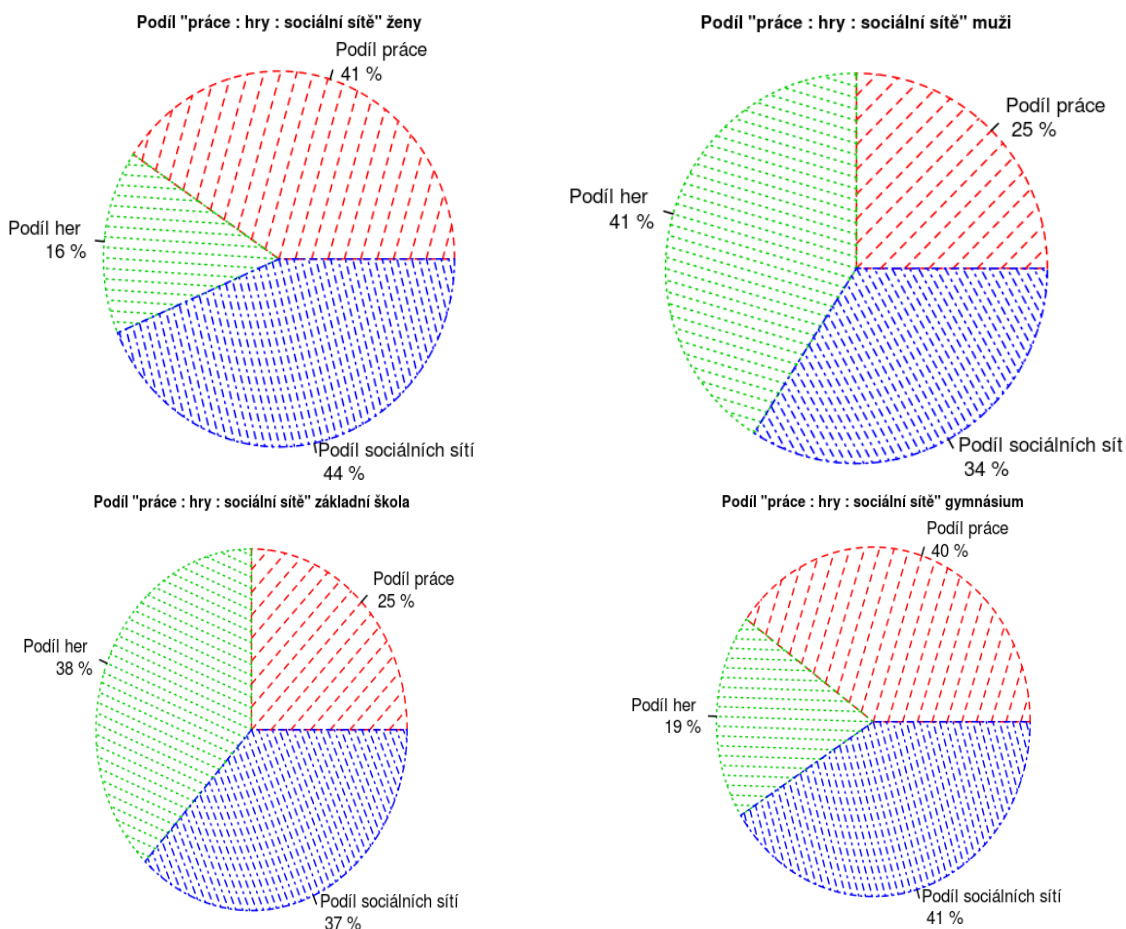 Podíl "práce : hry : sociální sítě" ženy
Podíl práce
41 %
Podíl her
16 %
Podíl sociálních sítí
44 %
Podíl "práce : hry : sociální sítě" muži
Podíl práce
25 %
Podíl her
41 %
Podíl sociálních sít
34 %
Podíl "práce : hry : sociální sítě" základní škola
Podíl práce
25 %
Podíl her
38 %
Podíl sociálních sítí
37 %
Podíl "práce : hry : sociální sítě" gymnásium
Podíl práce
40 %
Podíl her
19 %
Podíl sociálních sítí
41 %